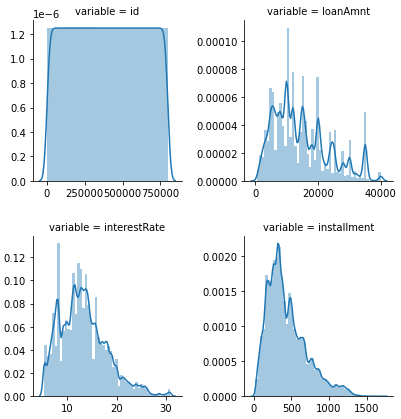 variable = id
variable = loanAmnt
1e−6
1.2
1.0
0.8
0.6
0.4
0.2
0.0
0 250000 500000 750000
0.00010
0.00008
0.00006
0.00004
0.00002
0.00000
0 20000 40000
variable = interestRate
variable = installment
0.12
0.10
0.08
0.06
0.04
0.02
0.00
10 20 30
0.0020
0.0015
0.0010
0.0005
0.0000
0 500 1000 1500